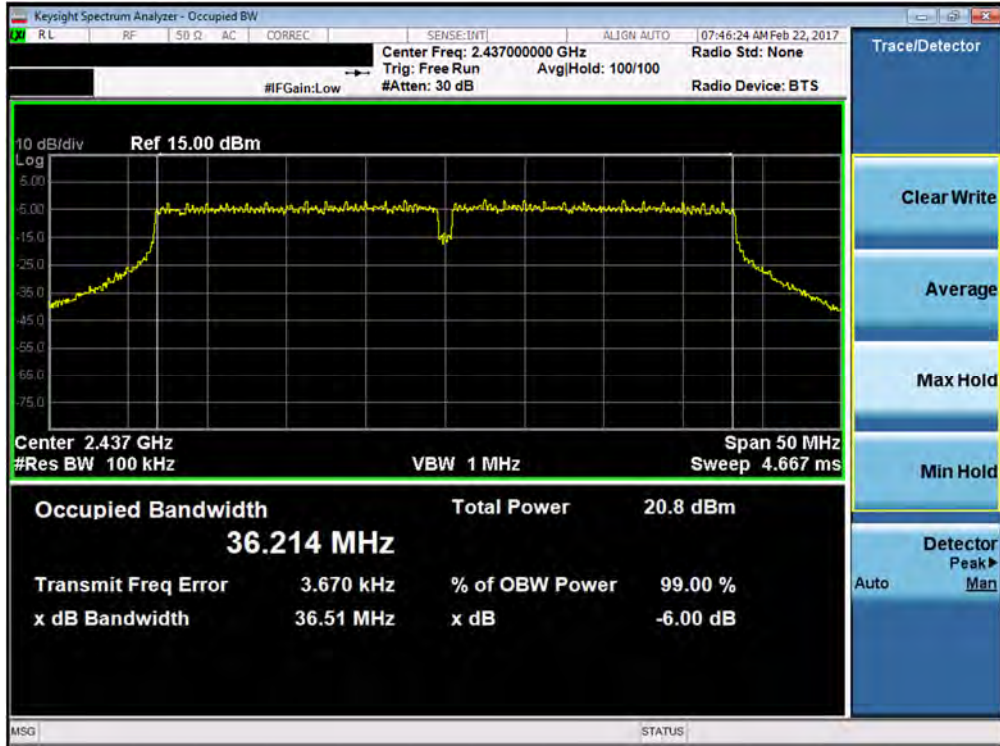 Keysight Spectrum Analyzer - Occupied BW
LXI RL RF 50 Ω AC CORREC SENSE:INT ALIGN AUTO 07:46:24 AM Feb 22, 2017
Center Freq: 2.437000000 GHz Radio Std: None
Trig: Free Run Avg|Hold: 100/100
#IFGain:Low #Atten: 30 dB Radio Device: BTS
10 dB/div Ref 15.00 dBm
Log
5.00
-5.00
-15.0
-25.0
-35.0
-45.0
-55.0
-65.0
-75.0
Center 2.437 GHz Span 50 MHz
#Res BW 100 kHz VBW 1 MHz Sweep 4.667 ms
Occupied Bandwidth Total Power 20.8 dBm
36.214 MHz
Transmit Freq Error 3.670 kHz % of OBW Power 99.00 %
x dB Bandwidth 36.51 MHz x dB -6.00 dB
MSG STATUS
Trace/Detector
Clear Write
Average
Max Hold
Min Hold
Detector
Peak▶
Auto Man